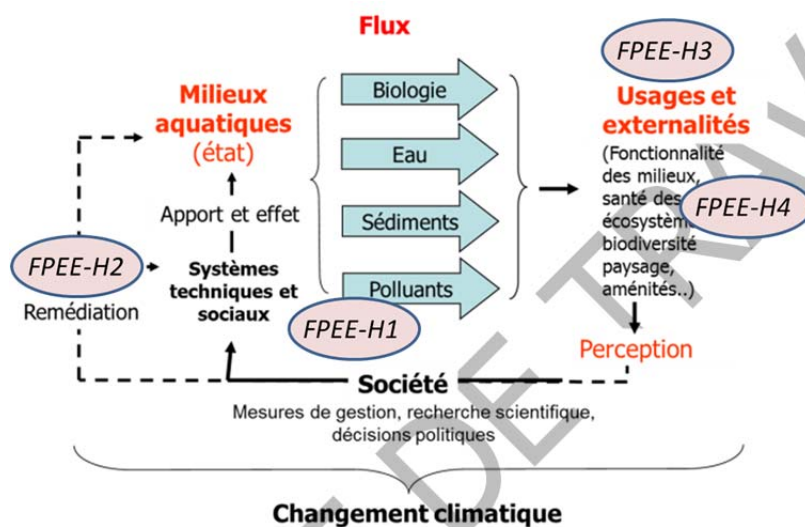 Flux
FPEE-H3
Milieux
aquatiques
(état)
Apport et effet
FPEE-H2
Remédiation
Systèmes
techniques et
sociaux
Biologie
Eau
Sédiments
Polluants
FPEE-H1
Usages et
externalités
(Fonctionnalité
des milieux,
santé des
FPEE-H4
biodiversité
paysage,
aménités..)
Perception
Société
Mesures de gestion, recherche scientifique,
décisions politiques
Changement climatique
DE